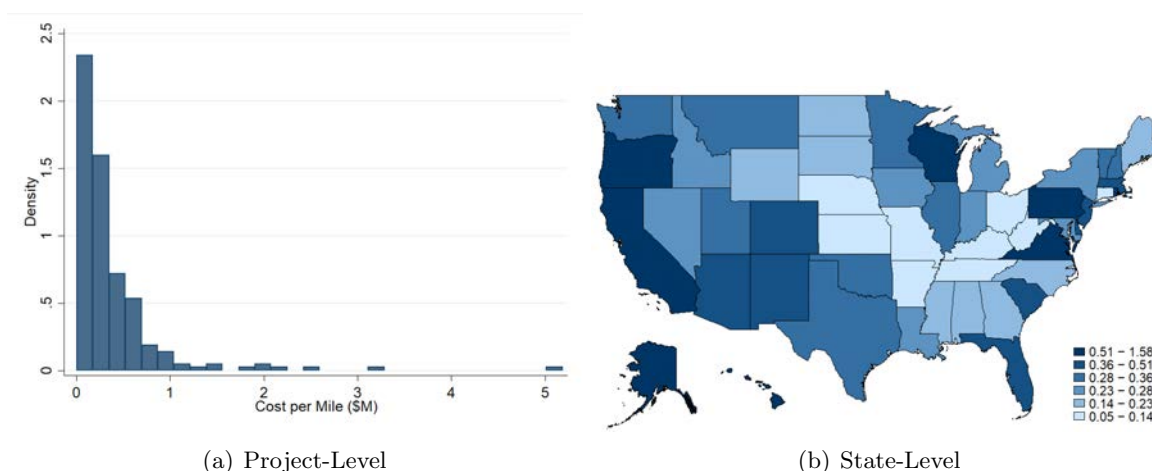 2.5
2
1.5
1
.5
0
Density
0 1 2 3 4 5
Cost per Mile ($M)
(a) Project-Level
0.51 – 1.58
0.36 – 0.51
0.28 – 0.36
0.23 – 0.28
0.14 – 0.23
0.05 – 0.14
(b) State-Level